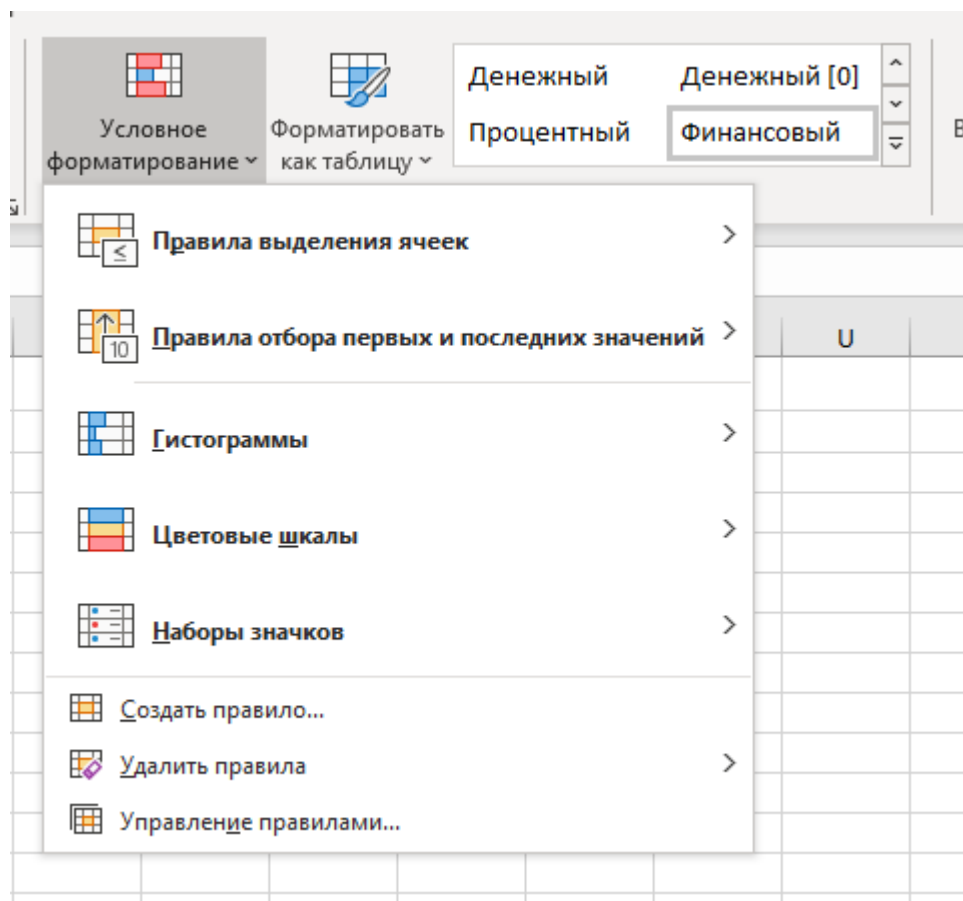 Условное
форматирование
Форматировать
как таблицу
Денежный
Денежный [0]
Процентный
Финансовый
В
≤
Правила выделения ячеек
10
Правила отбора первых и последних значений
U
Гистограммы
Цветовые шкалы
Наборы значков
Создать правило...
Удалить правила
Управление правилами...